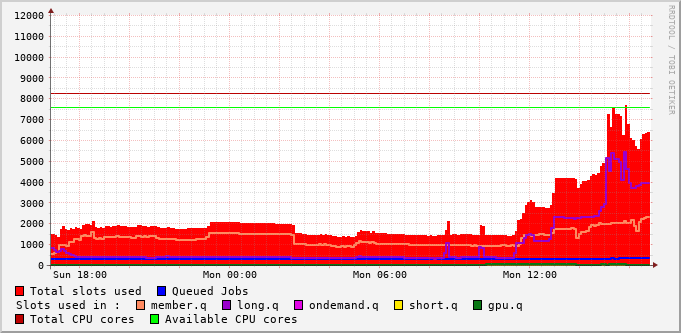 12000
11000
10000
9000
8000
7000
6000
5000
4000
3000
2000
1000
0
Sun 18:00 Mon 00:00 Mon 06:00 Mon 12:00
Total slots used Queued Jobs
Slots used in : member.q long.q ondemand.q short.q gpu.q
Total CPU cores Available CPU cores
RRDTOOL / TOBI OETIKER